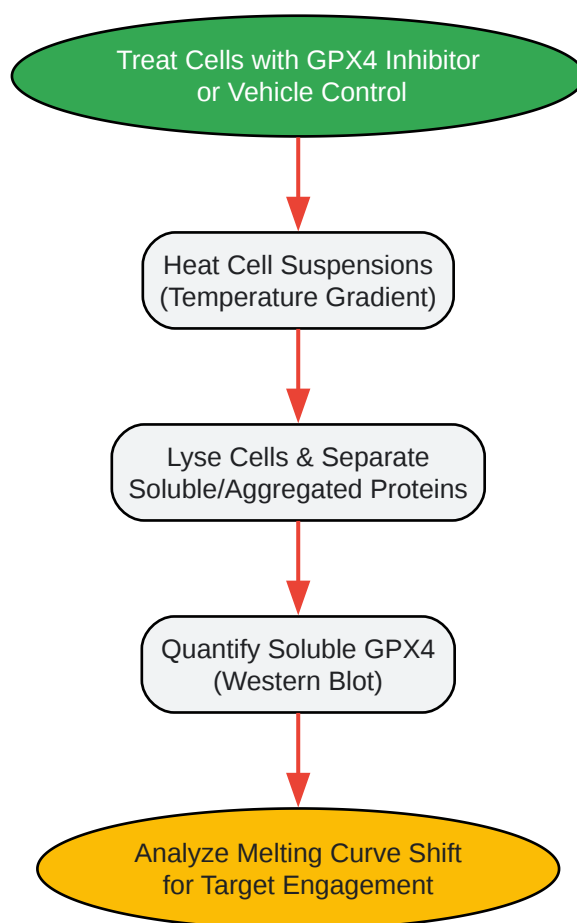 Treat Cells with GPX4 Inhibitor
or Vehicle Control
Heat Cell Suspensions
(Temperature Gradient)
Lyse Cells & Separate
Soluble/Aggregated Proteins
Quantify Soluble GPX4
(Western Blot)
Analyze Melting Curve Shift
for Target Engagement